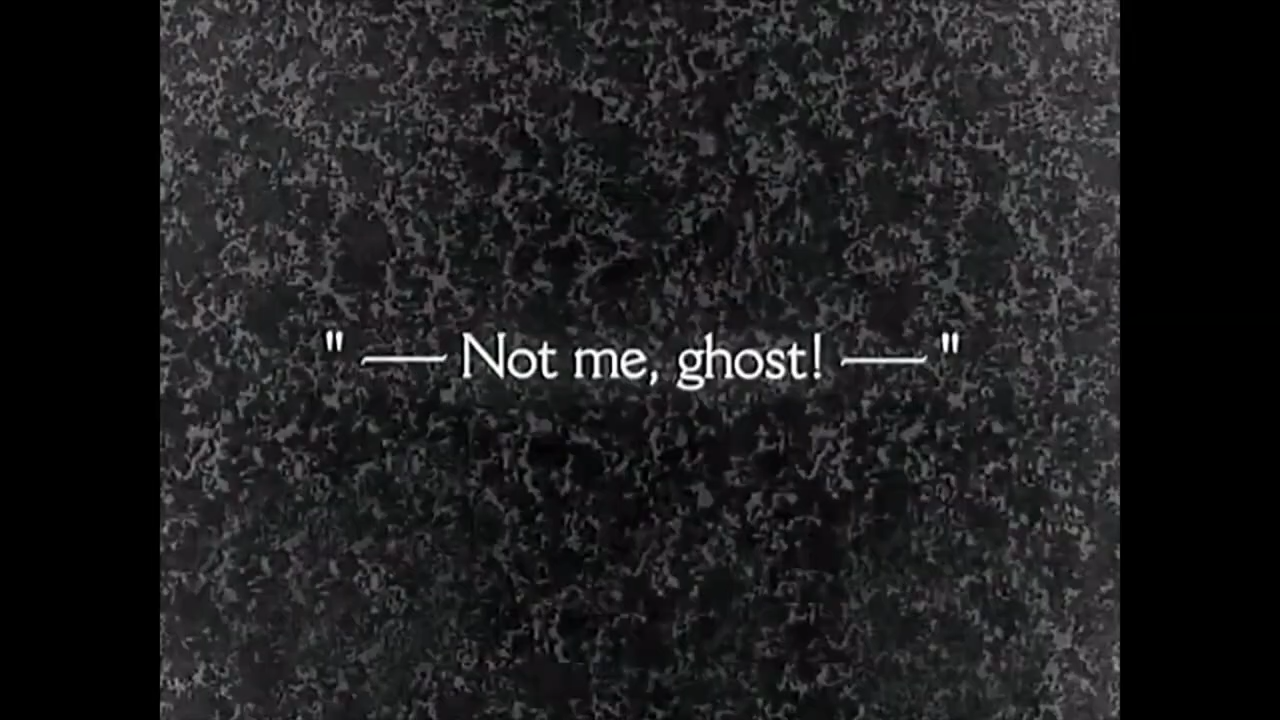 "— Not me, ghost! —"